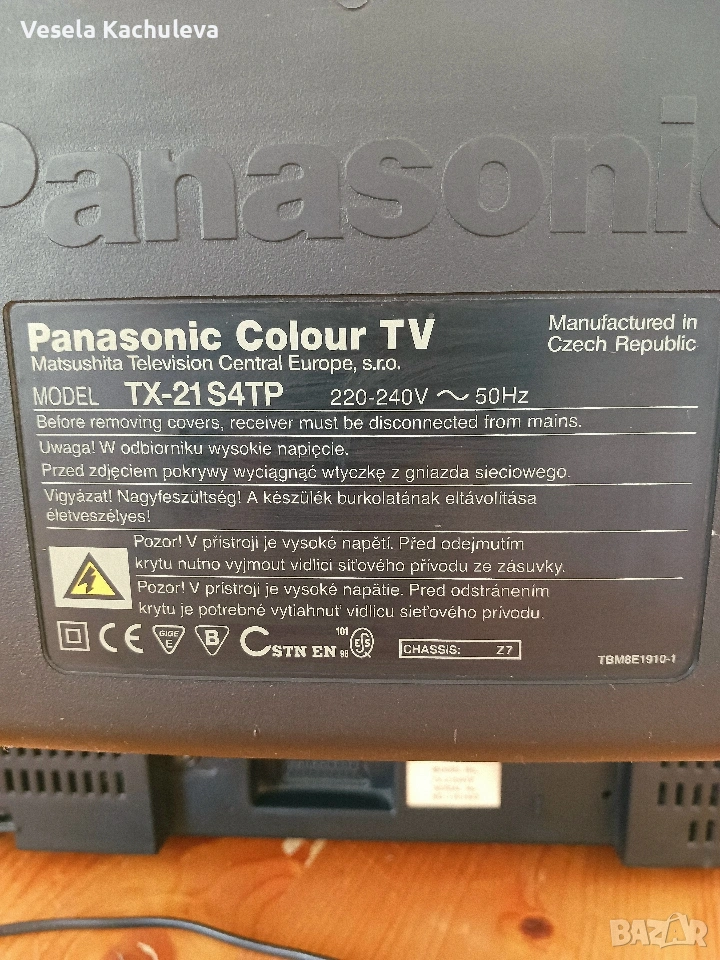 Vesela Kachuleva
Panasonic
Panasonic Colour TV
Manufactured in
Czech Republic
Matsushita Television Central Europe, s.r.o.
MODEL TX-21S4TP 220-240V ~ 50Hz
Before removing covers, receiver must be disconnected from mains.
Uwaga! W odbiorniku wysokie napięcie.
Przed zdjęciem pokrywy wyciągnąć wtyczkę z gniazda sieciowego.
Vigyázat! Nagyfeszültség! A készülék burkolatának eltávolítása
életveszélyes!
Pozor! V přístroji je vysoké napětí. Před odejmutím
krytu nutno vyjmout vidlici síťového přívodu ze zásuvky.
Pozor! V prístroji je vysoké napätie. Pred odstránením
krytu je potrebné vytiahnuť vidlicu sieťového prívodu.
CE GIGE E B C STN EN 101 98
CHASSIS: Z7
TBM8E1910-1
BAZAR